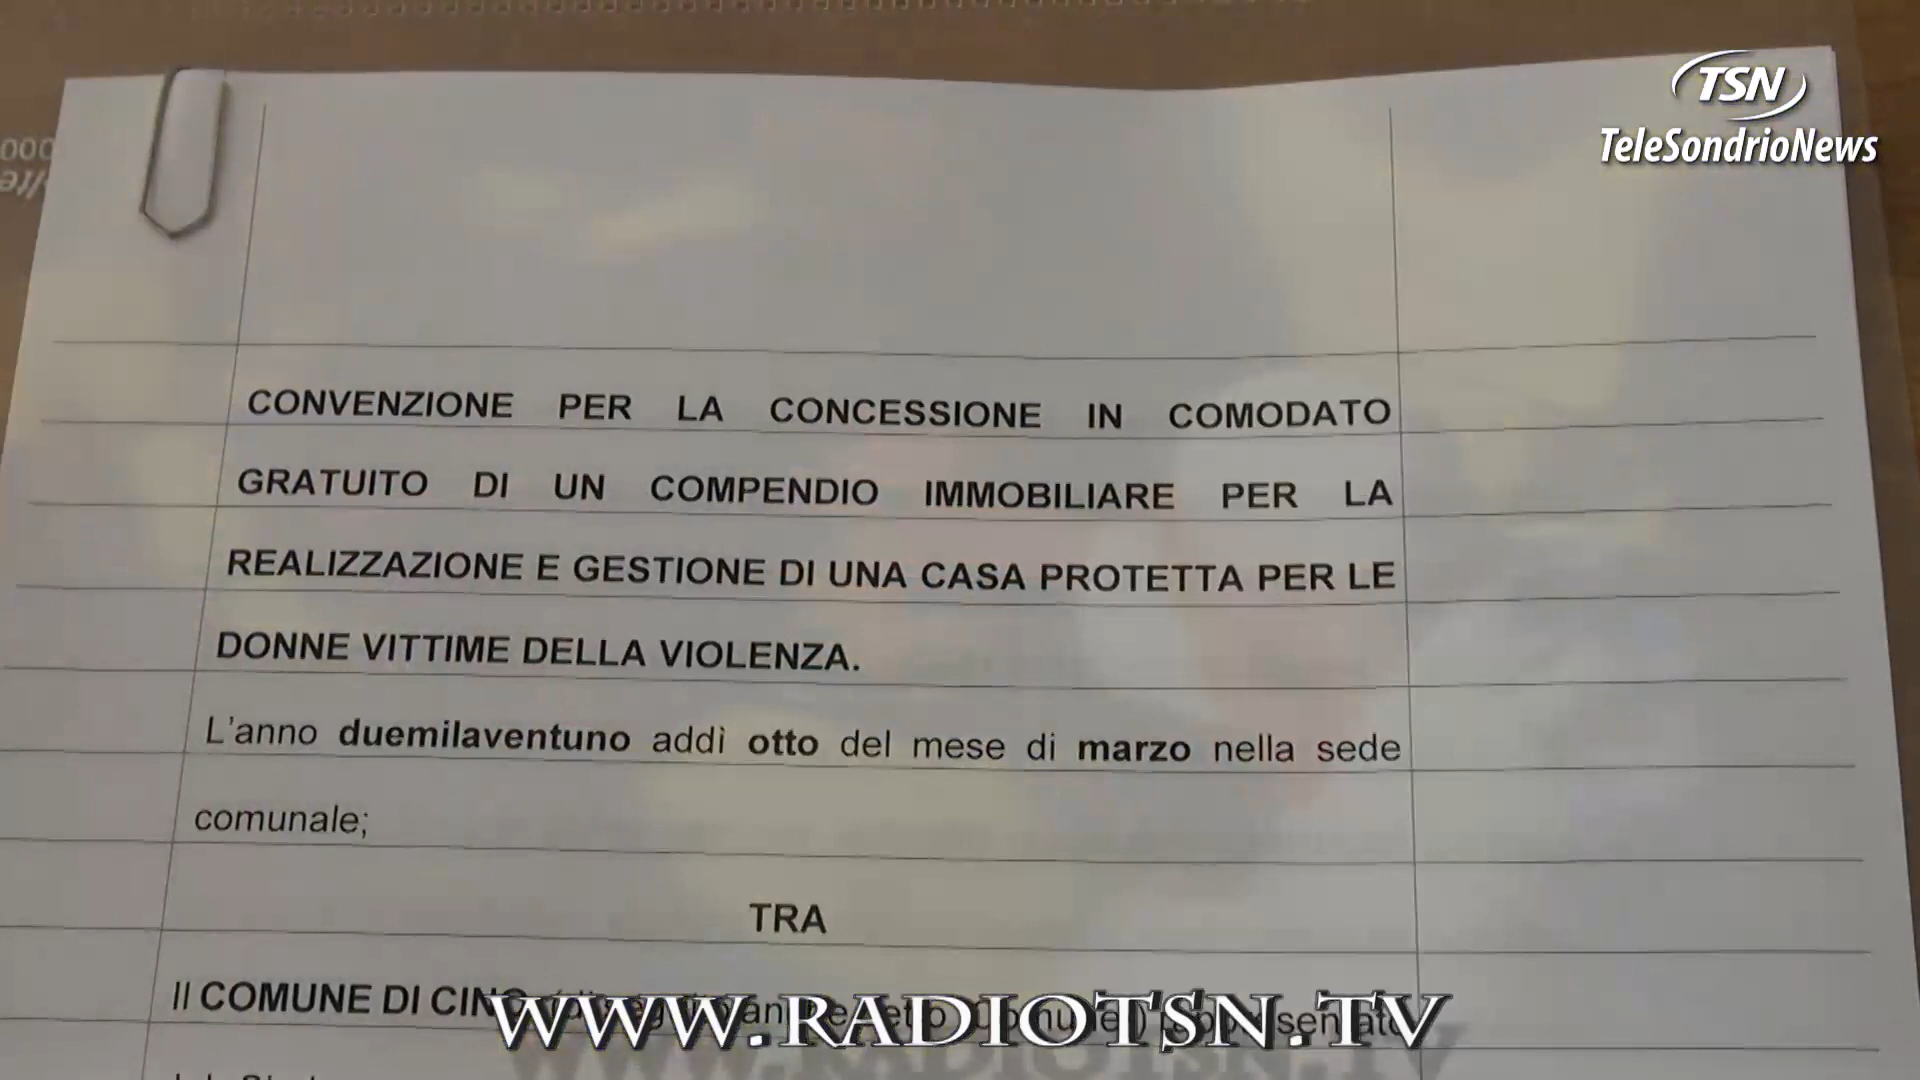 TSN
TeleSondrioNews
CONVENZIONE PER LA CONCESSIONE IN COMODATO
GRATUITO DI UN COMPENDIO IMMOBILIARE PER LA
REALIZZAZIONE E GESTIONE DI UNA CASA PROTETTA PER LE
DONNE VITTIME DELLA VIOLENZA.
L'anno duemilaventuno addì otto del mese di marzo nella sede
comunale;
TRA
Il COMUNE DI CINO
WWW.RADIOTSN.TV